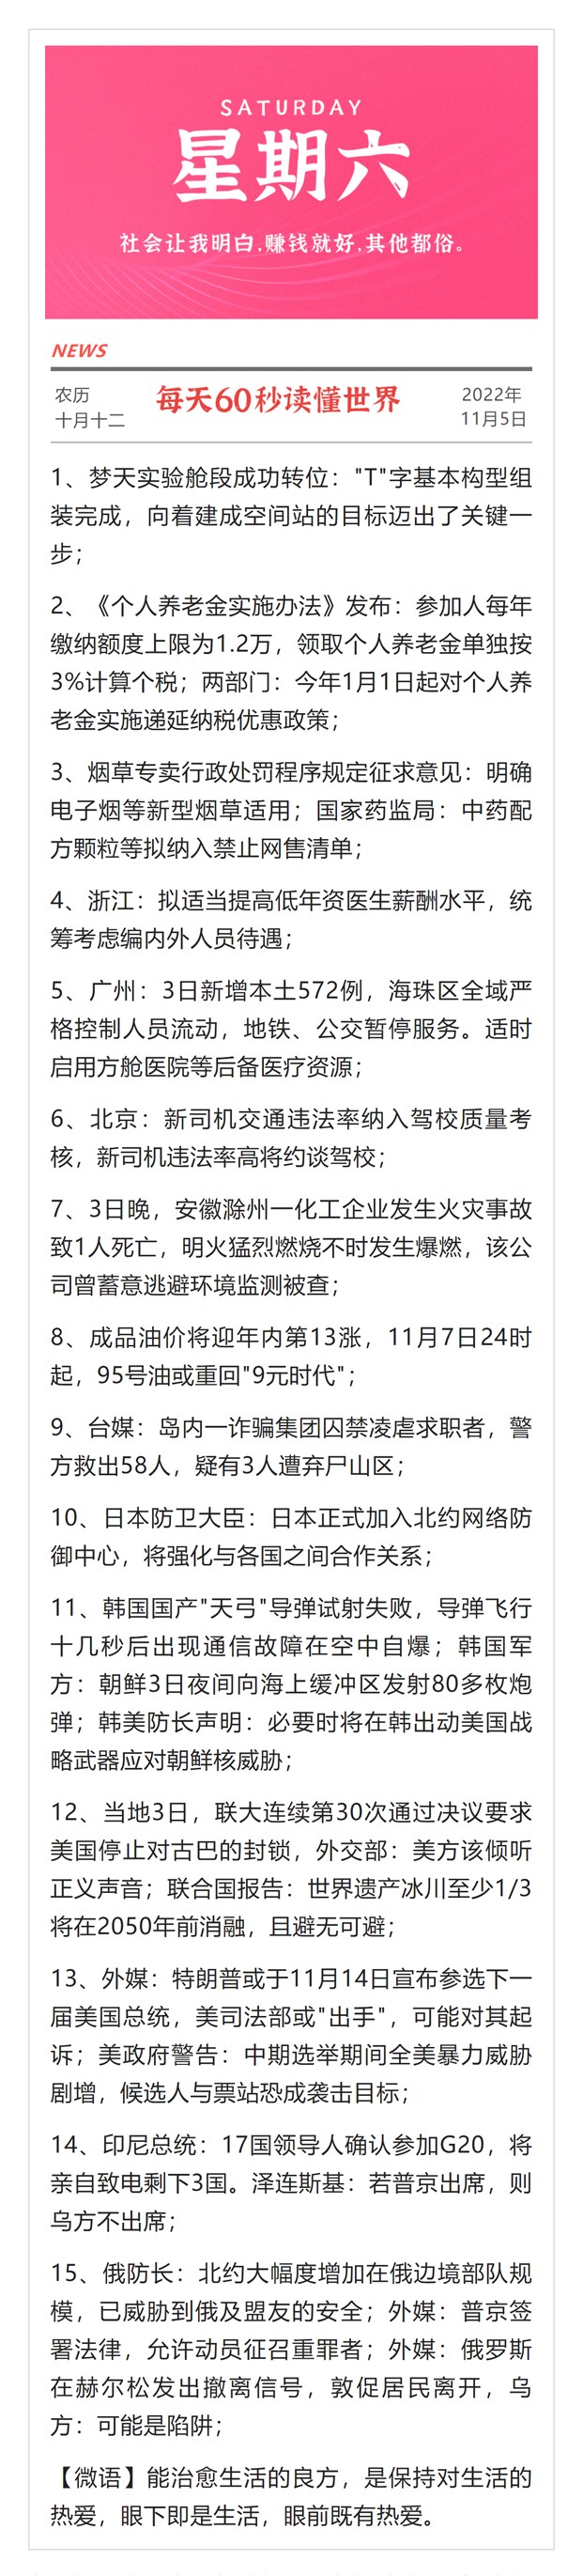 SATURDAY
星期六
社会让我明白,赚钱就好,其他都俗。
NEWS
农历
十月十二
每天60秒读懂世界
2022年
11月5日
1、梦天实验舱段成功转位："T"字基本构型组
装完成，向着建成空间站的目标迈出了关键一
步；
2、《个人养老金实施办法》发布：参加人每年
缴纳额度上限为1.2万，领取个人养老金单独按
3%计算个税；两部门：今年1月1日起对个人养
老金实施递延纳税优惠政策；
3、烟草专卖行政处罚程序规定征求意见：明确
电子烟等新型烟草适用；国家药监局：中药配
方颗粒等拟纳入禁止网售清单；
4、浙江：拟适当提高低年资医生薪酬水平，统
筹考虑编内外人员待遇；
5、广州：3日新增本土572例，海珠区全域严
格控制人员流动，地铁、公交暂停服务。适时
启用方舱医院等后备医疗资源；
6、北京：新司机交通违法率纳入驾校质量考
核，新司机违法率高将约谈驾校；
7、3日晚，安徽滁州一化工企业发生火灾事故
致1人死亡，明火猛烈燃烧不时发生爆燃，该公
司曾蓄意逃避环境监测被查；
8、成品油价将迎年内第13涨，11月7日24时
起，95号油或重回"9元时代"；
9、台媒：岛内一诈骗集团囚禁凌虐求职者，警
方救出58人，疑有3人遭弃尸山区；
10、日本防卫大臣：日本正式加入北约网络防
御中心，将强化与各国之间合作关系；
11、韩国国产"天弓"导弹试射失败，导弹飞行
十几秒后出现通信故障在空中自爆；韩国军
方：朝鲜3日夜间向海上缓冲区发射80多枚炮
弹；韩美防长声明：必要时将在韩出动美国战
略武器应对朝鲜核威胁；
12、当地3日，联大连续第30次通过决议要求
美国停止对古巴的封锁，外交部：美方该倾听
正义声音；联合国报告：世界遗产冰川至少1/3
将在2050年前消融，且避无可避；
13、外媒：特朗普或于11月14日宣布参选下一
届美国总统，美司法部或"出手"，可能对其起
诉；美政府警告：中期选举期间全美暴力威胁
剧增，候选人与票站恐成袭击目标；
14、印尼总统：17国领导人确认参加G20，将
亲自致电剩下3国。泽连斯基：若普京出席，则
乌方不出席；
15、俄防长：北约大幅度增加在俄边境部队规
模，已威胁到俄及盟友的安全；外媒：普京签
署法律，允许动员征召重罪者；外媒：俄罗斯
在赫尔松发出撤离信号，敦促居民离开，乌
方：可能是陷阱；
【微语】能治愈生活的良方，是保持对生活的
热爱，眼下即是生活，眼前既有热爱。